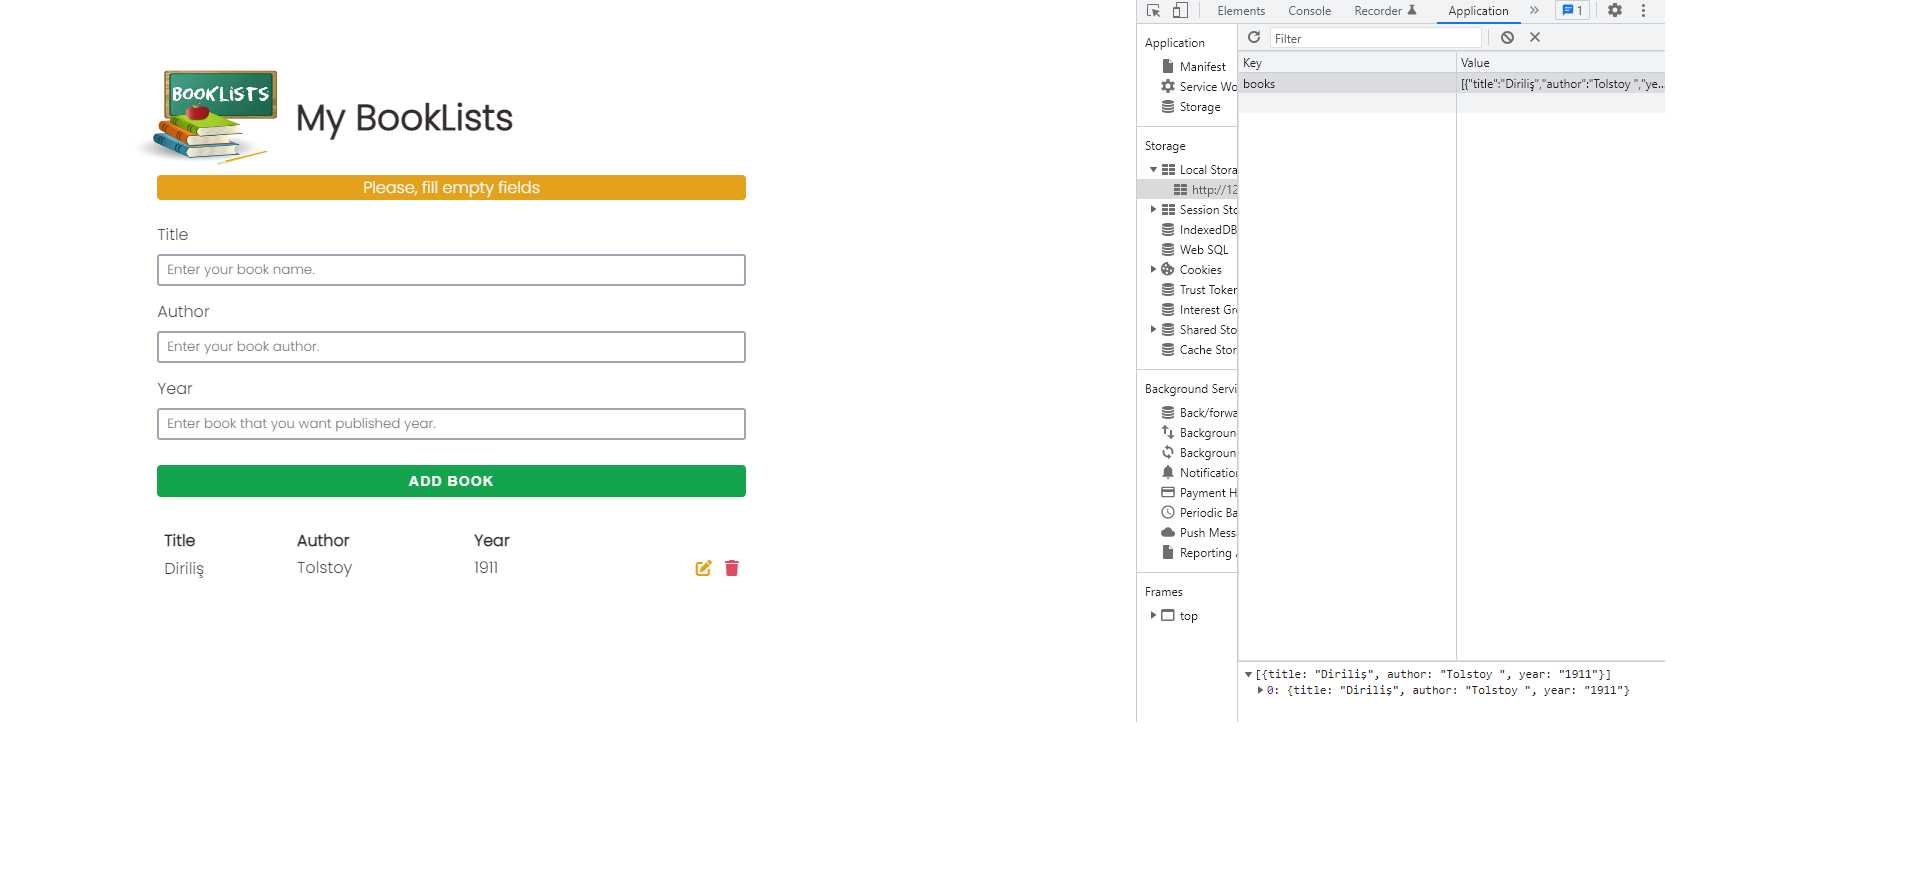 BOOKLISTS
My BookLists
Please, fill empty fields
Title
Enter your book name.
Author
Enter your book author.
Year
Enter book that you want published year.
ADD BOOK
Title Author Year
Diriliş Tolstoy 1911
Elements Console Recorder Application » 1
Application
Manifest
Service Wo
Storage
Storage
Local Stora
http://12
Session Sto
IndexedDB
Web SQL
Cookies
Trust Token
Interest Gr
Shared Sto
Cache Stor
Background Servi
Back/forwa
Backgroun
Backgroun
Notification
Payment H
Periodic Ba
Push Mess
Reporting A
Frames
top
Filter
Key Value
books [{"title":"Diriliş","author":"Tolstoy ","ye...
[{title: "Diriliş", author: "Tolstoy ", year: "1911"}]
0: {title: "Diriliş", author: "Tolstoy ", year: "1911"}